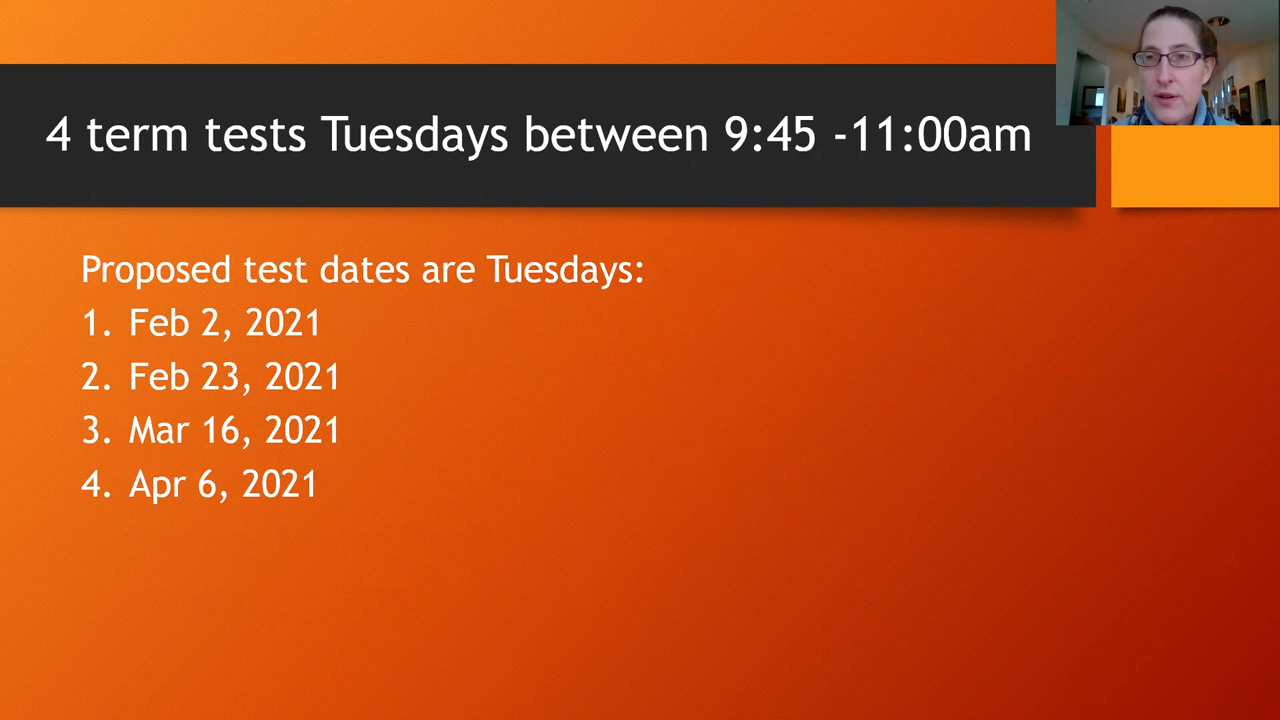 4 term tests Tuesdays between 9:45 -11:00am
Proposed test dates are Tuesdays:
1. Feb 2, 2021
2. Feb 23, 2021
3. Mar 16, 2021
4. Apr 6, 2021